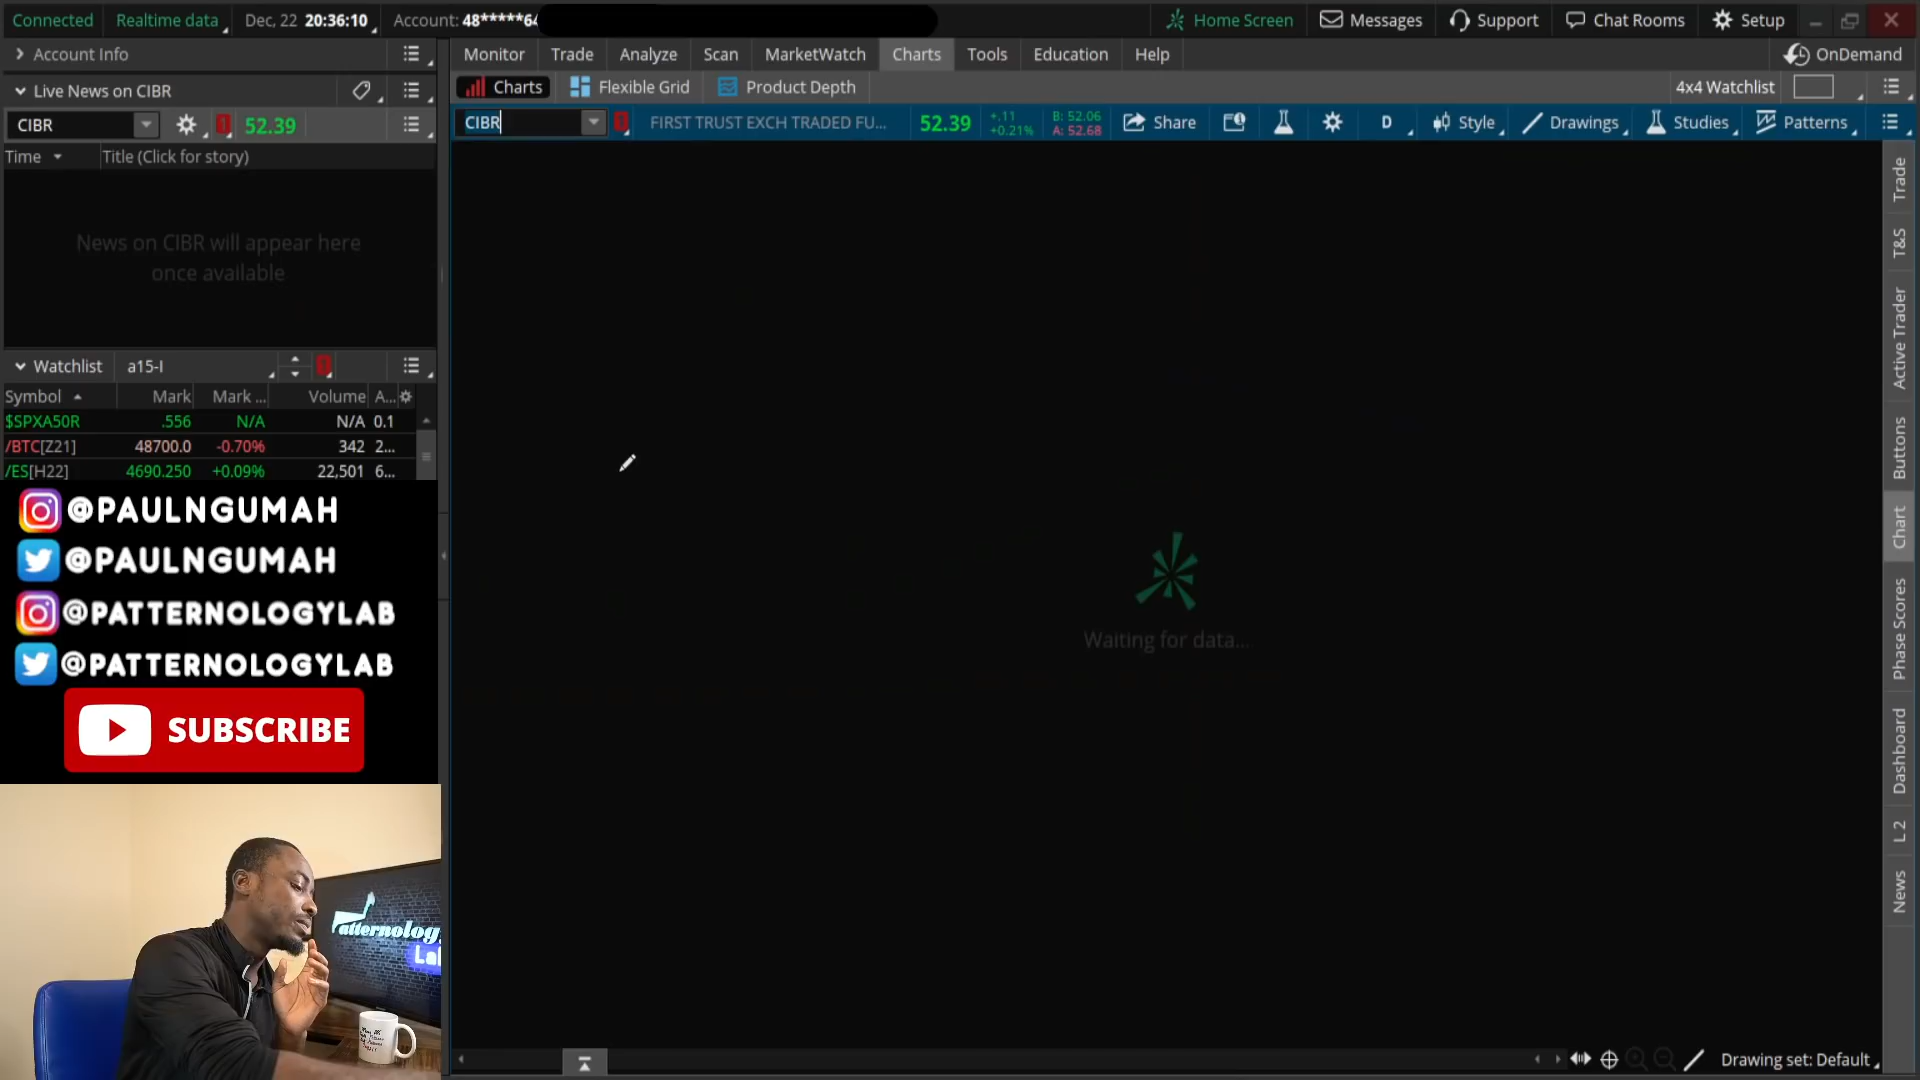 Connected Realtime data Dec, 22 20:36:10 Account: 48*****64 Home Screen Messages Support Chat Rooms Setup
Account Info
Monitor Trade Analyze Scan MarketWatch Charts Tools Education Help OnDemand
Live News on CIBR
Charts Flexible Grid Product Depth 4x4 Watchlist
CIBR 52.39
CIBR FIRST TRUST EXCH TRADED FU... 52.39 +.11 +0.21% B: 52.06 A: 52.68 Share D Style Drawings Studies Patterns
Time Title (Click for story)
News on CIBR will appear here
once available
Watchlist a15-I
Symbol Mark Mark ... Volume A...
$SPXA50R .556 N/A N/A 0.1
/BTC[Z21] 48700.0 -0.70% 342 2...
/ES[H22] 4690.250 +0.09% 22,501 6...
@PAULNGUMAH
@PAULNGUMAH
@PATTERNOLOGYLAB
@PATTERNOLOGYLAB
SUBSCRIBE
Patternology
La
Waiting for data...
Trade
T&S
Active Trader
Buttons
Chart
Phase Scores
Dashboard
L 2
News
Drawing set: Default